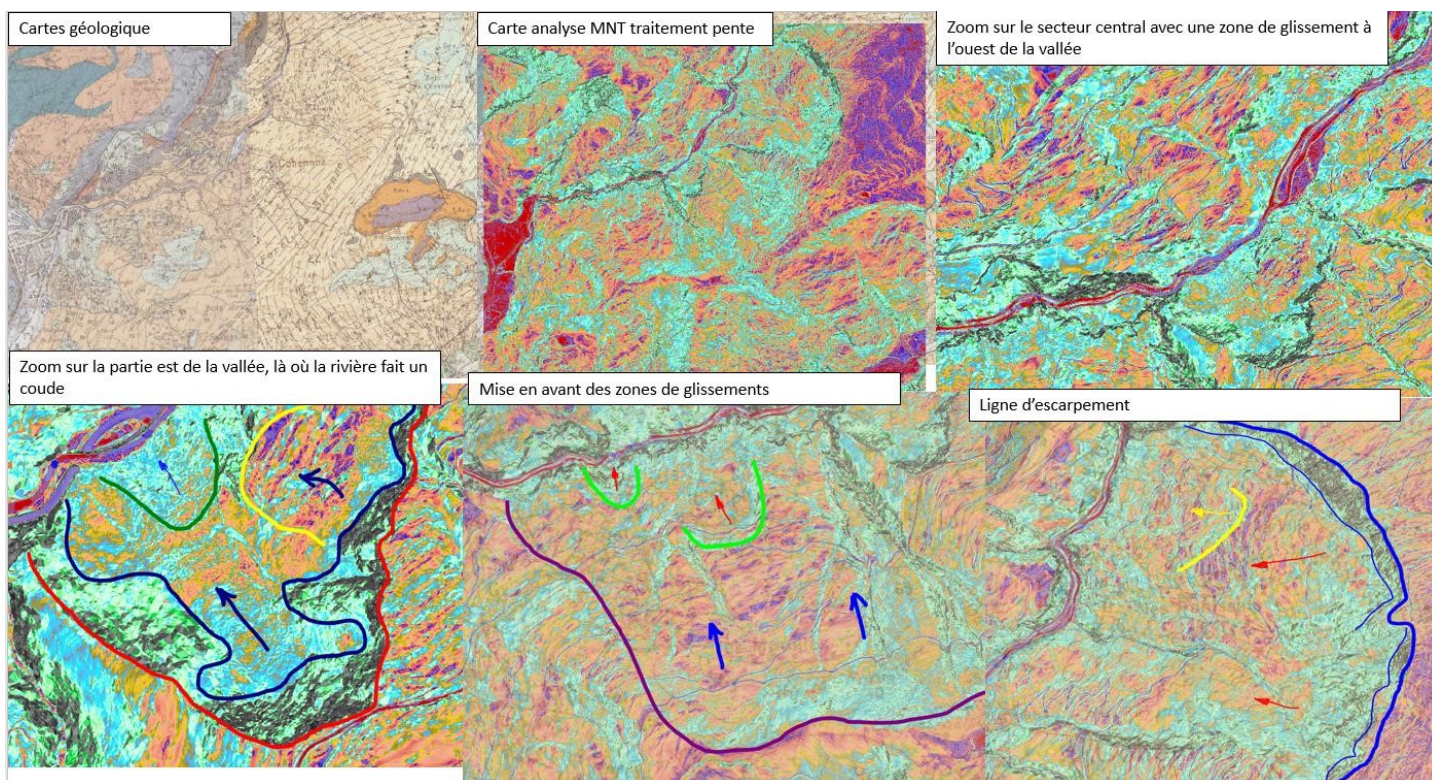 Cartes géologique
Carte analyse MNT traitement pente
Zoom sur le secteur central avec une zone de glissement à
l’ouest de la vallée
Zoom sur la partie est de la vallée, là où la rivière fait un
coude
Mise en avant des zones de glissements
Ligne d’escarpement